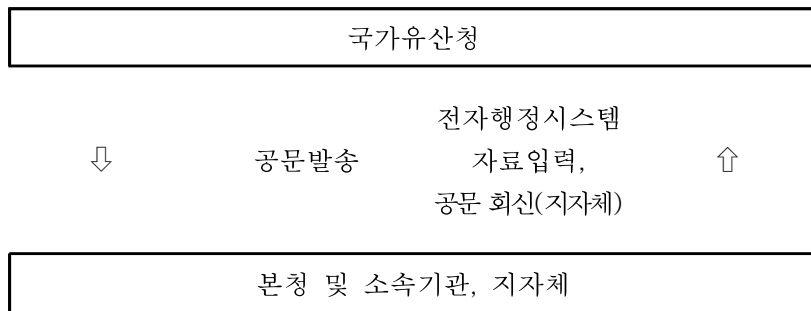 국가유산청
전자행정시스템
⇩ 공문발송 자료입력, ⇧
공문 회신(지자체)
본청 및 소속기관, 지자체